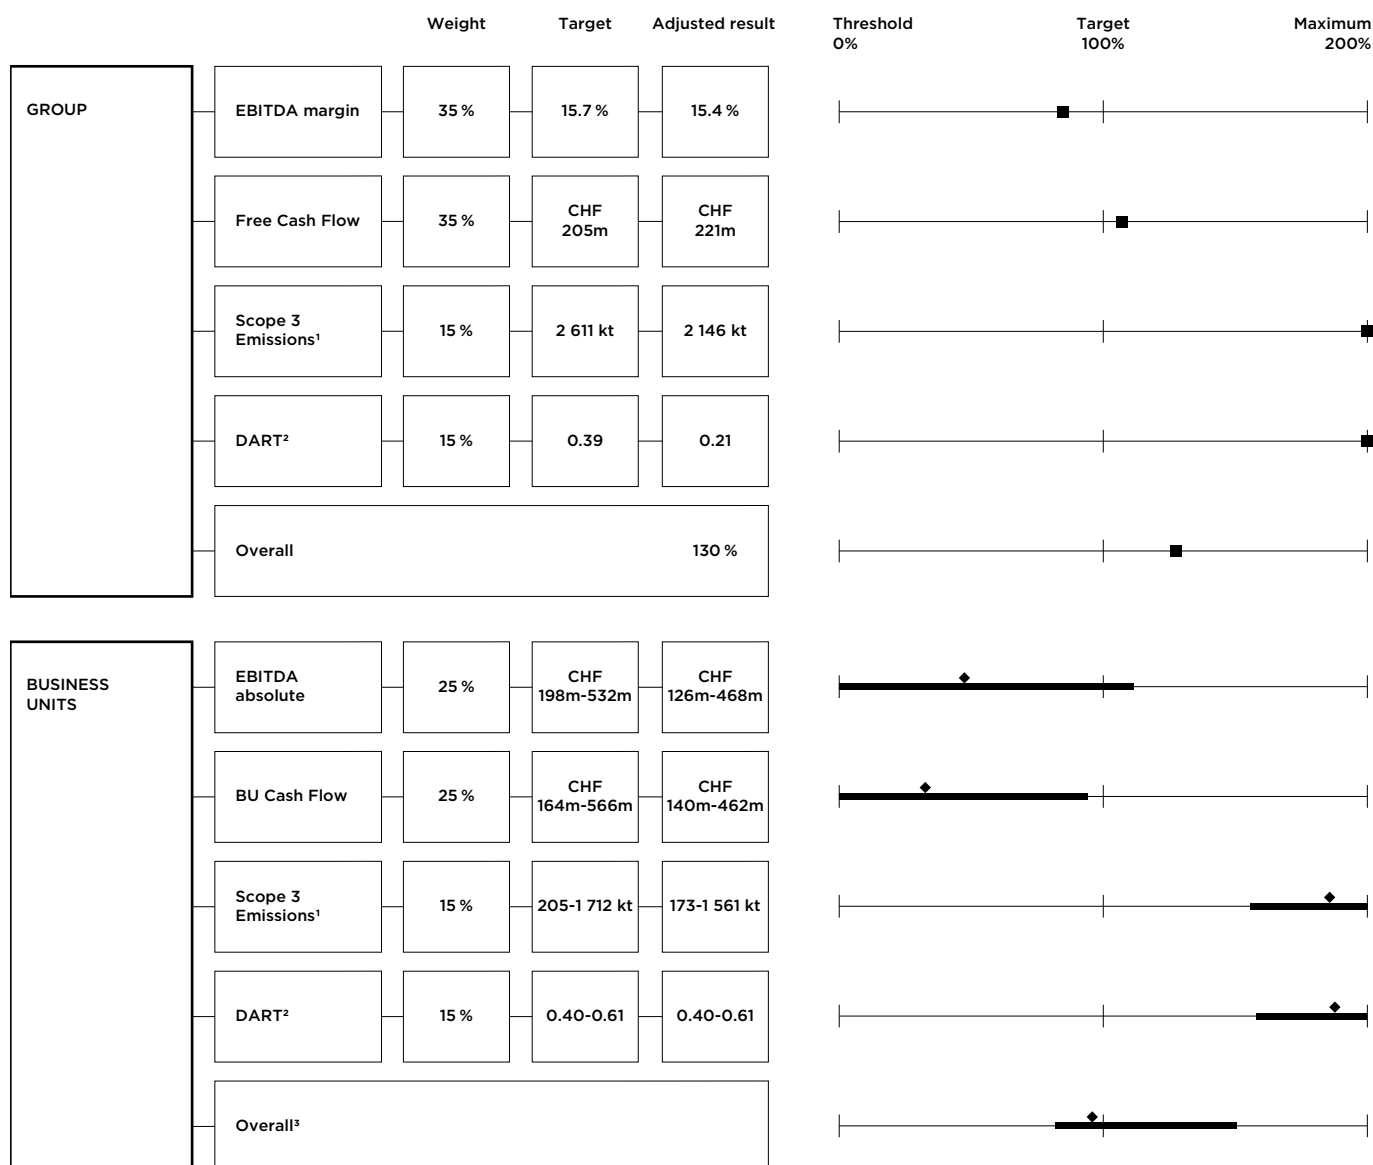 Weight Target Adjusted result Threshold Target Maximum
0% 100% 200%
GROUP EBITDA margin 35 % 15.7 % 15.4 %
Free Cash Flow 35 % CHF 205m CHF 221m
Scope 3 Emissions¹ 15 % 2 611 kt 2 146 kt
DART² 15 % 0.39 0.21
Overall 130 %
BUSINESS UNITS EBITDA absolute 25 % CHF 198m-532m CHF 126m-468m
BU Cash Flow 25 % CHF 164m-566m CHF 140m-462m
Scope 3 Emissions¹ 15 % 205-1 712 kt 173-1 561 kt
DART² 15 % 0.40-0.61 0.40-0.61
Overall³